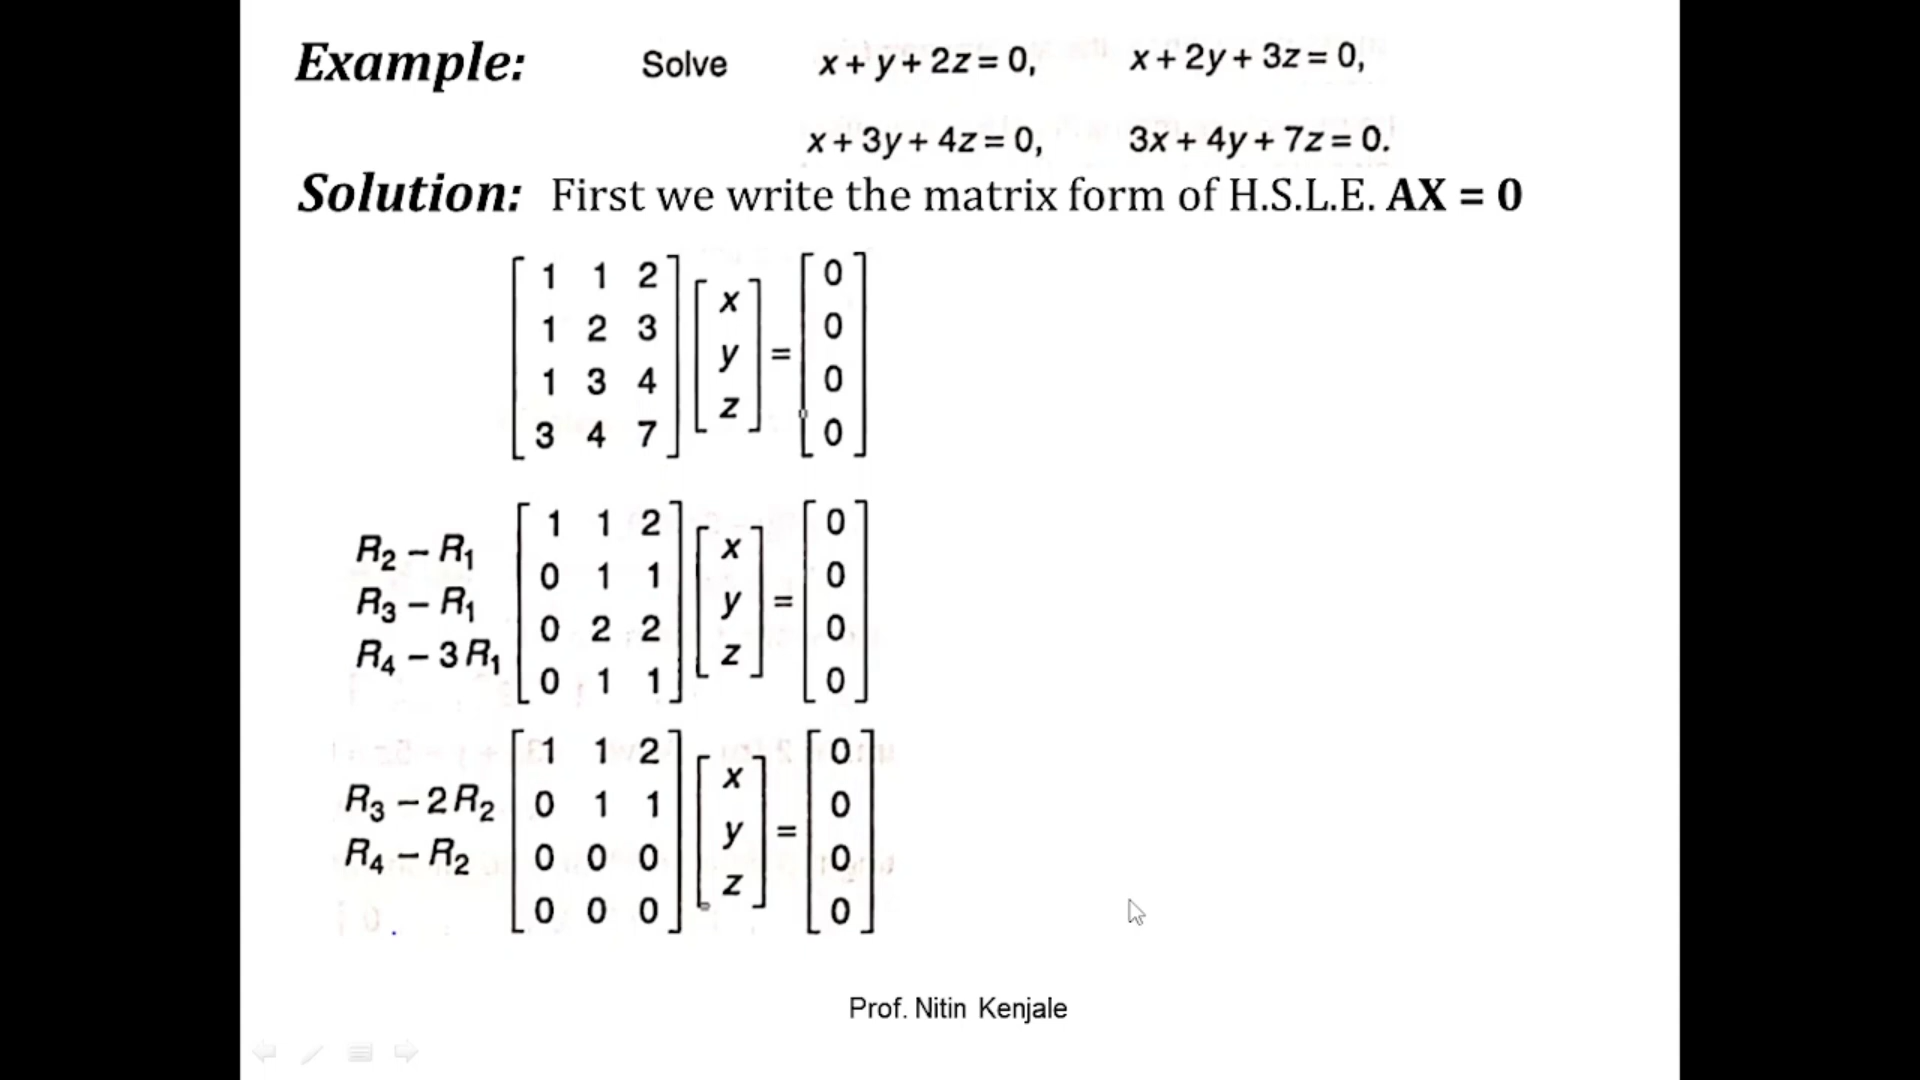 Example: Solve x + y + 2z = 0, x + 2y + 3z = 0,
x + 3y + 4z = 0, 3x + 4y + 7z = 0.
Solution: First we write the matrix form of H.S.L.E. AX = 0
1 1 2 0
1 2 3 x 0
1 3 4 y = 0
3 4 7 z 0
1 1 2 0
R2 – R1 0 1 1 x 0
R3 – R1 0 2 2 y = 0
R4 – 3R1 0 1 1 z 0
1 1 2 x 0
R3 – 2R2 0 1 1 y = 0
R4 – R2 0 0 0 z 0
0 0 0 0
Prof. Nitin Kenjale